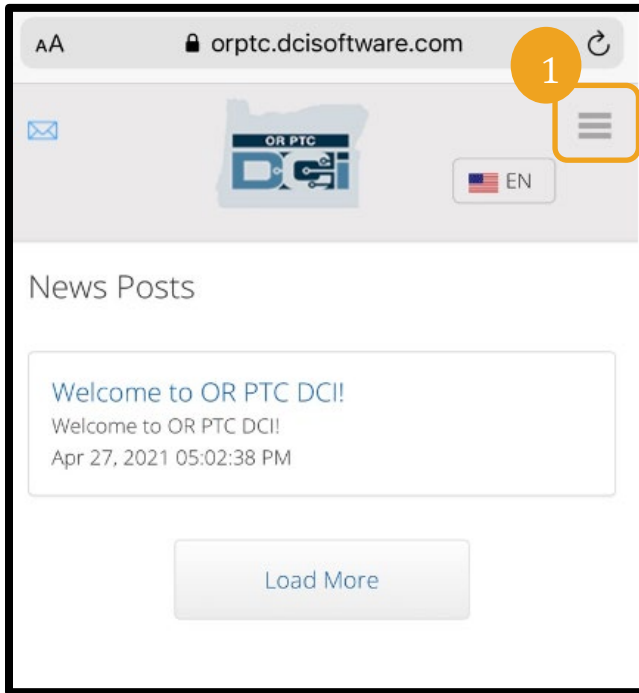 AA orptc.dcisoftware.com
1
OR PTC
DCi
EN
News Posts
Welcome to OR PTC DCI!
Welcome to OR PTC DCI!
Apr 27, 2021 05:02:38 PM
Load More